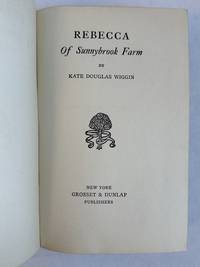 REBECCA
Of Sunnybrook Farm
BY
KATE DOUGLAS WIGGIN
NEW YORK
GROSSET & DUNLAP
PUBLISHERS